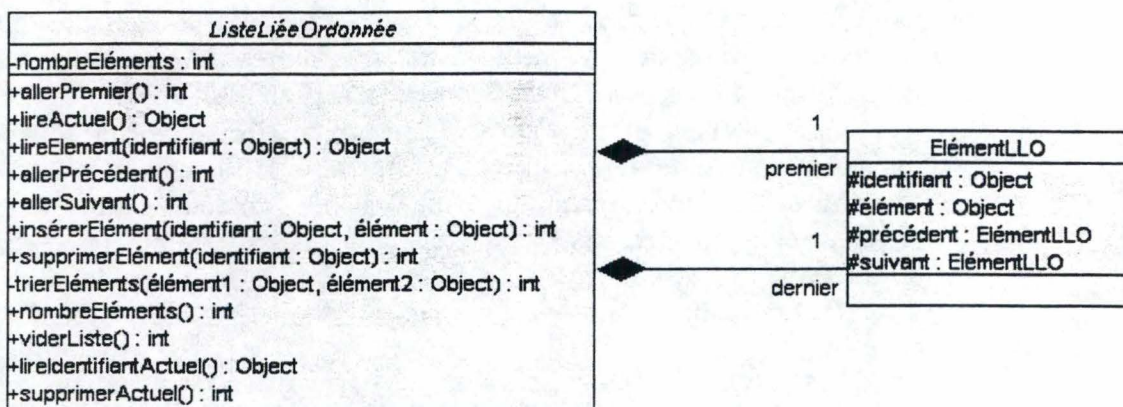 ListeLiéeOrdonnée
-nombreEléments : int
+allerPremier() : int
+lireActuel() : Object
+lireElement(identifiant : Object) : Object
+allerPrécédent() : int
+allerSuivant() : int
+insérerElément(identifiant : Object, élément : Object) : int
+supprimerElément(identifiant : Object) : int
-trierEléments(élément1 : Object, élément2 : Object) : int
+nombreEléments() : int
+viderListe() : int
+lireIdentifiantActuel() : Object
+supprimerActuel() : int
1
premier
1
dernier
ElémentLLO
#identifiant : Object
#élément : Object
#précédent : ElémentLLO
#suivant : ElémentLLO